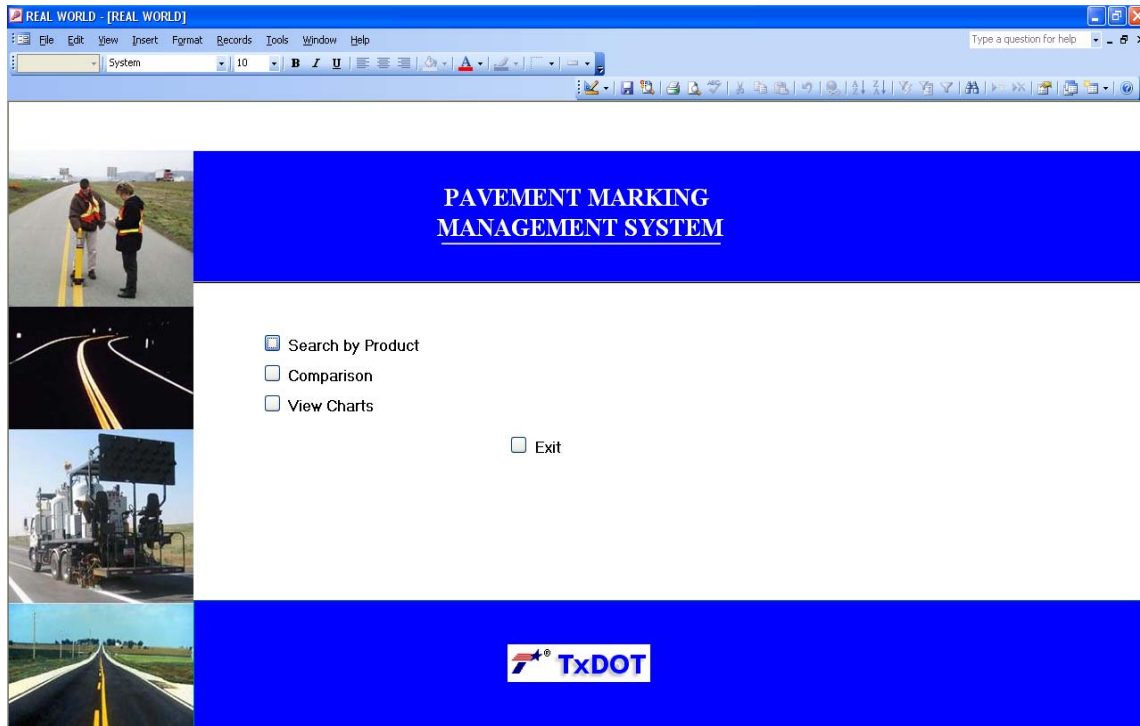 REAL WORLD - [REAL WORLD]
File Edit View Insert Format Records Tools Window Help
Type a question for help
System 10 B I U A
PAVEMENT MARKING
MANAGEMENT SYSTEM
Search by Product
Comparison
View Charts
Exit
® TxDOT